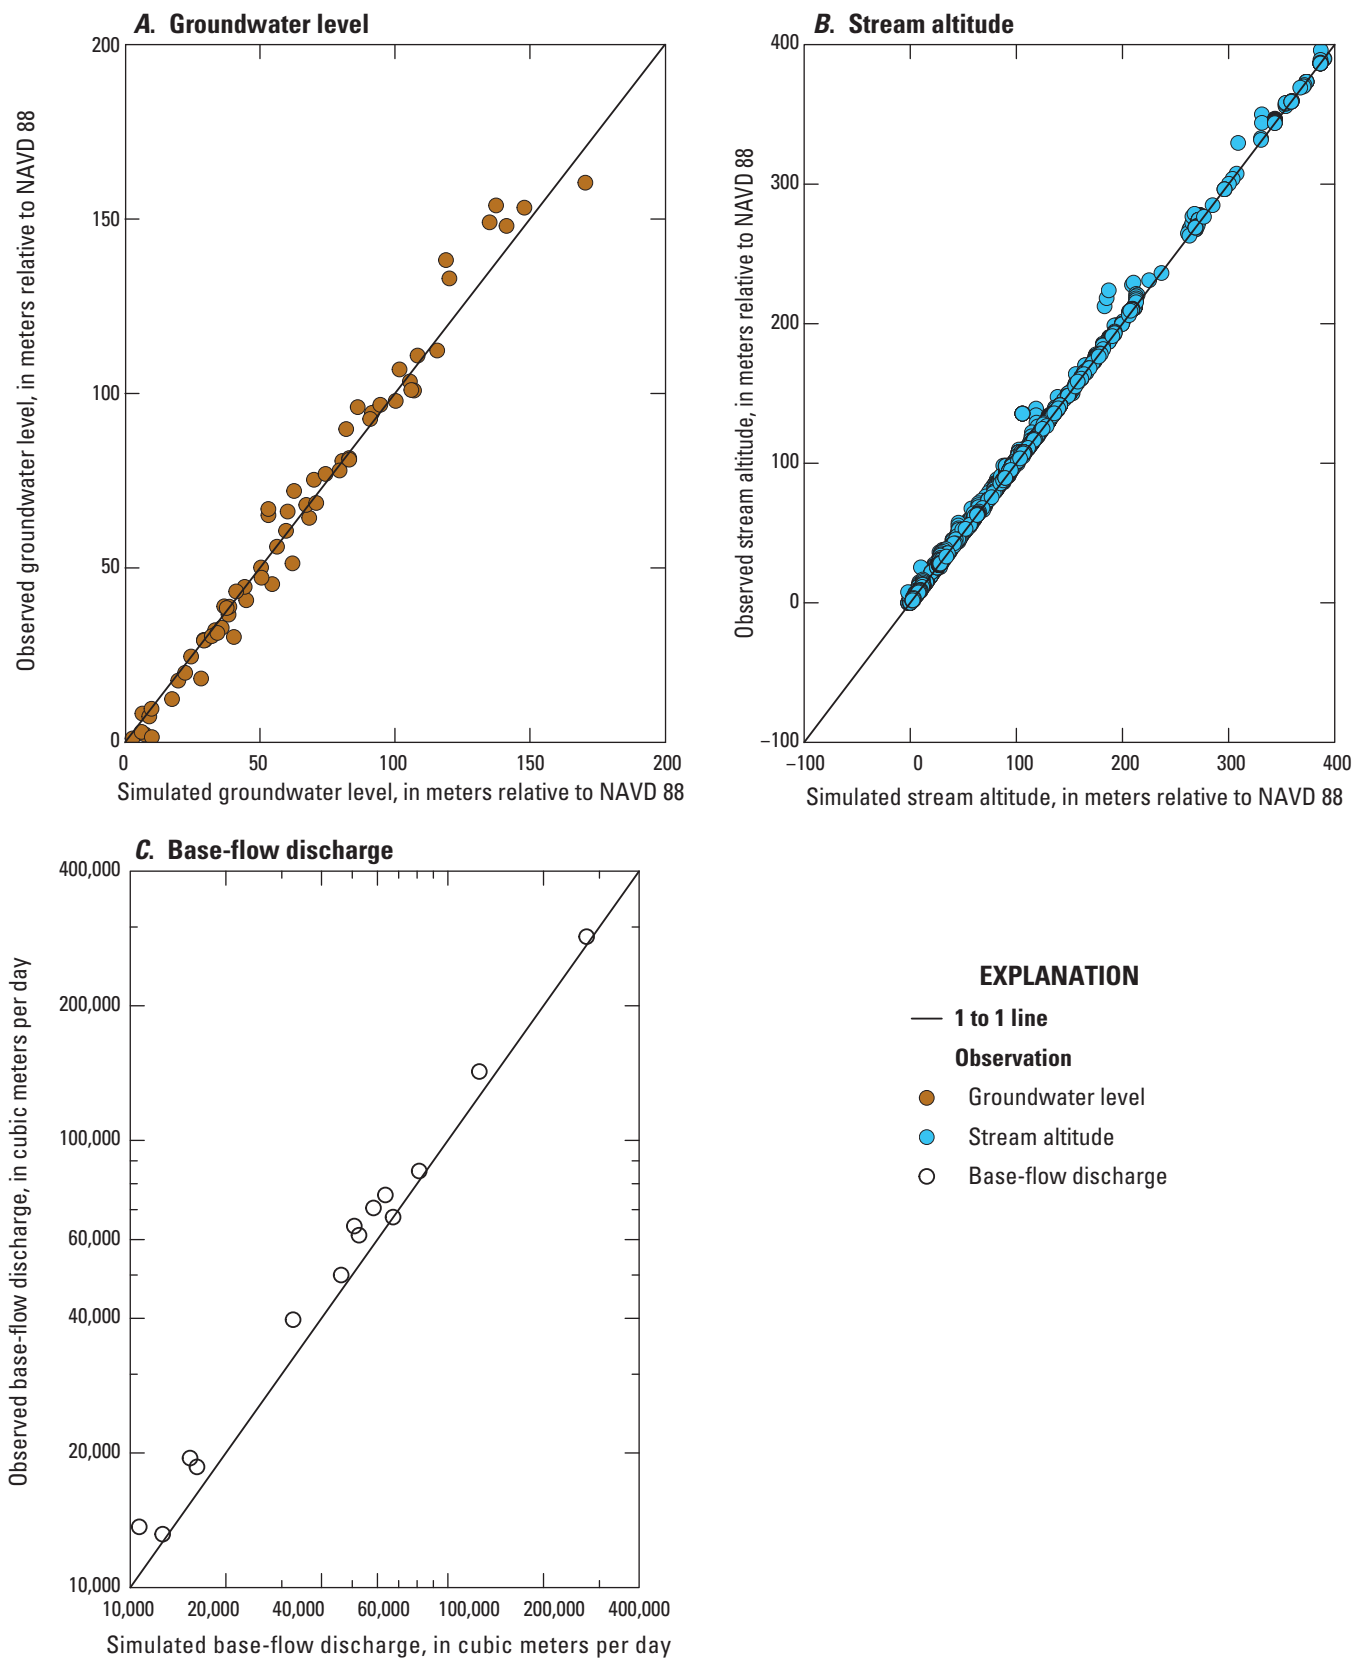 A. Groundwater level
200
150
100
50
0
0 50 100 150 200
Observed groundwater level, in meters relative to NAVD 88
Simulated groundwater level, in meters relative to NAVD 88
B. Stream altitude
400
300
200
100
0
−100
−100 0 100 200 300 400
Observed stream altitude, in meters relative to NAVD 88
Simulated stream altitude, in meters relative to NAVD 88
C. Base-flow discharge
400,000
200,000
100,000
60,000
40,000
20,000
10,000
10,000 20,000 40,000 60,000 100,000 200,000 400,000
Observed base-flow discharge, in cubic meters per day
Simulated base-flow discharge, in cubic meters per day
EXPLANATION
1 to 1 line
Observation
Groundwater level
Stream altitude
Base-flow discharge